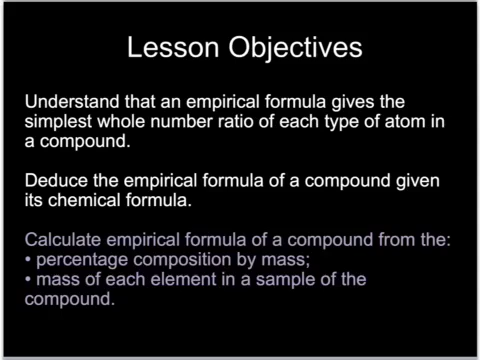 Lesson Objectives
Understand that an empirical formula gives the
simplest whole number ratio of each type of atom in
a compound.
Deduce the empirical formula of a compound given
its chemical formula.
Calculate empirical formula of a compound from the:
• percentage composition by mass;
• mass of each element in a sample of the
compound.